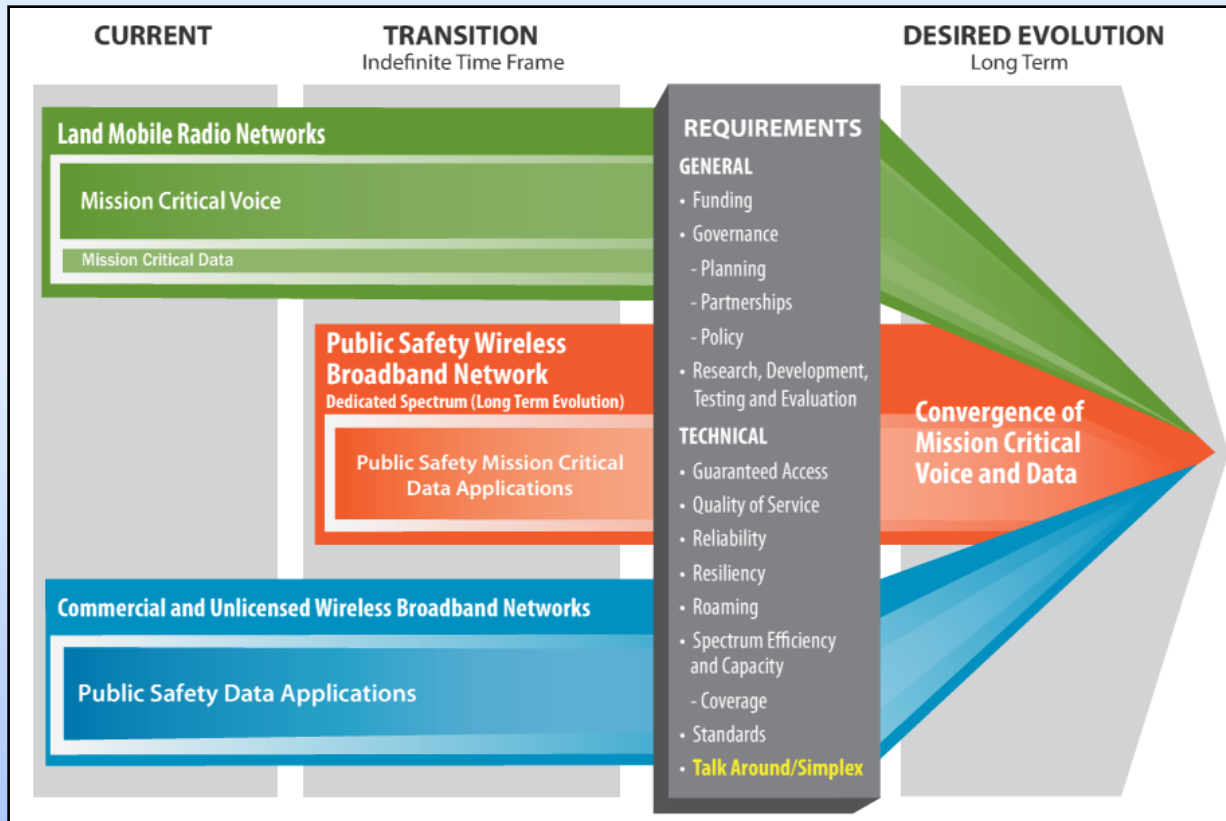 CURRENT
TRANSITION
Indefinite Time Frame
DESIRED EVOLUTION
Long Term
Land Mobile Radio Networks
Mission Critical Voice
Mission Critical Data
Public Safety Wireless
Broadband Network
Dedicated Spectrum (Long Term Evolution)
Public Safety Mission Critical
Data Applications
Commercial and Unlicensed Wireless Broadband Networks
Public Safety Data Applications
REQUIREMENTS
GENERAL
• Funding
• Governance
- Planning
- Partnerships
- Policy
• Research, Development,
Testing and Evaluation
TECHNICAL
• Guaranteed Access
• Quality of Service
• Reliability
• Resiliency
• Roaming
• Spectrum Efficiency
and Capacity
- Coverage
• Standards
• Talk Around/Simplex
Convergence of
Mission Critical
Voice and Data